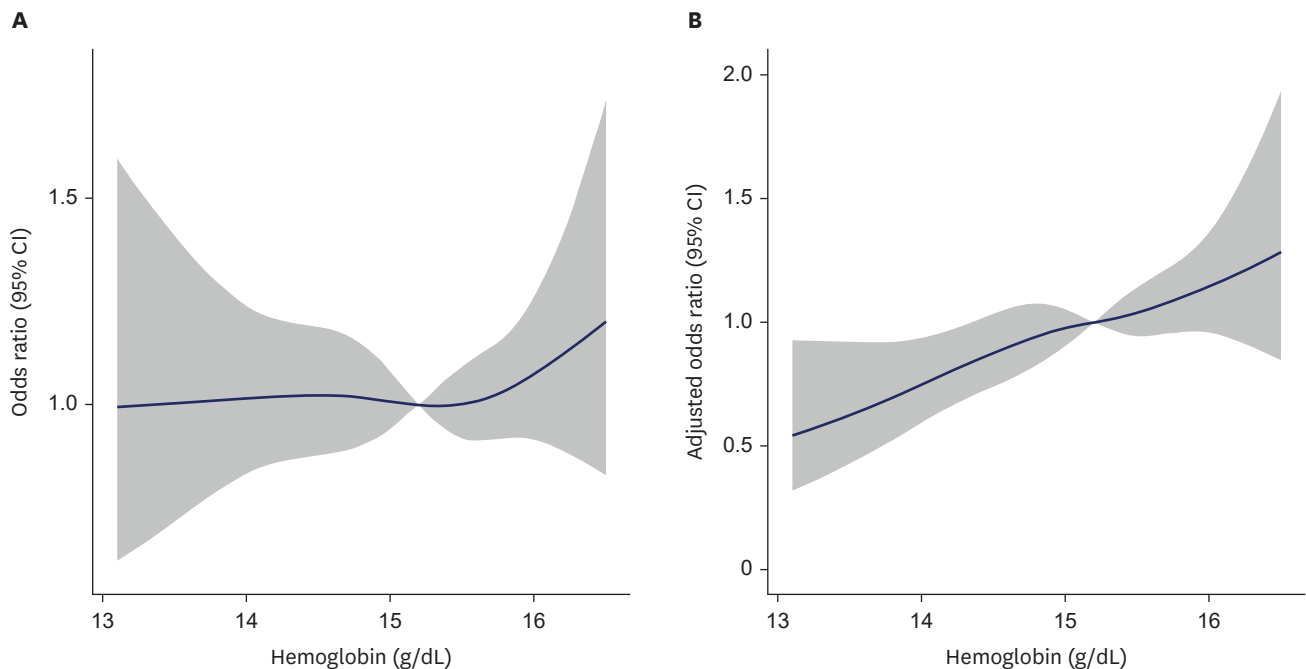 A
Odds ratio (95% CI)
1.5
1.0
13 14 15 16
Hemoglobin (g/dL)
B
Adjusted odds ratio (95% CI)
2.0
1.5
1.0
0.5
0
13 14 15 16
Hemoglobin (g/dL)